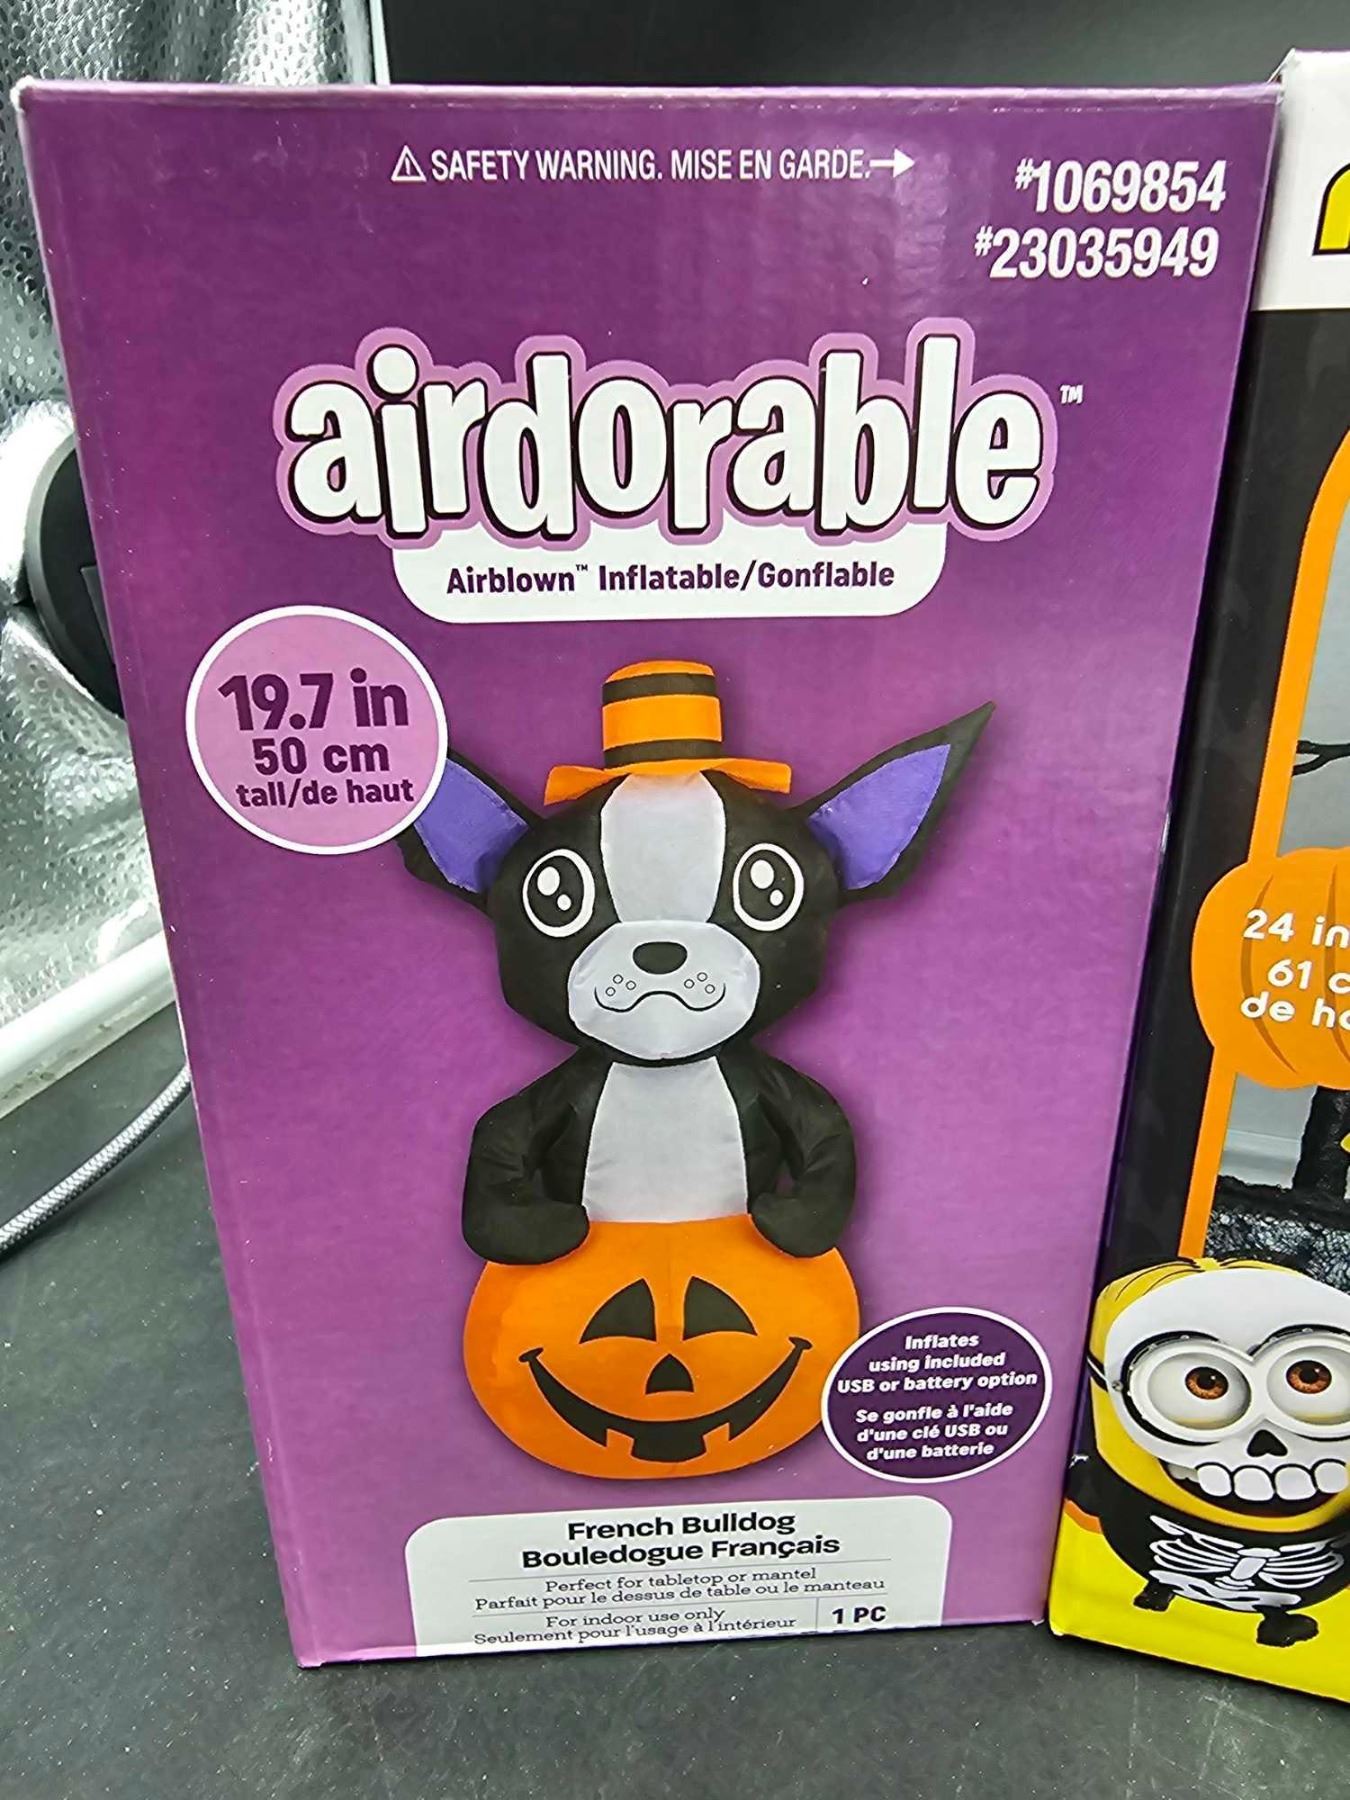 ⚠ SAFETY WARNING. MISE EN GARDE.→
#1069854
#23035949
airdorable™
Airblown™ Inflatable/Gonflable
19.7 in
50 cm
tall/de haut
Inflates
using included
USB or battery option
Se gonfle à l'aide
d'une clé USB ou
d'une batterie
French Bulldog
Bouledogue Français
Perfect for tabletop or mantel
Parfait pour le dessus de table ou le manteau
For indoor use only
Seulement pour l'usage à l'intérieur
1 PC
24 in
61 c
de ha